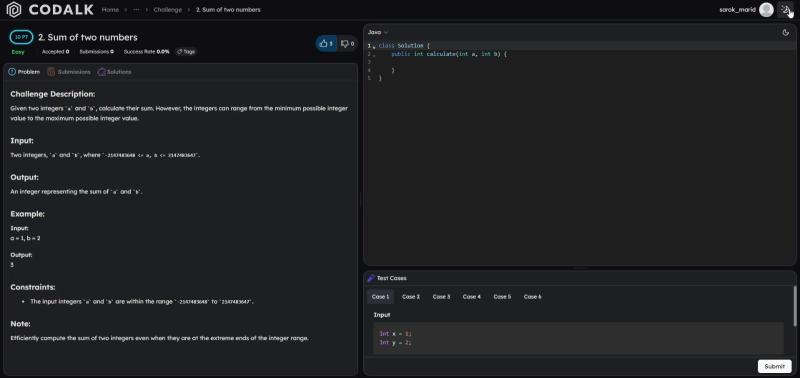 CODALK Home > ··· > Challenge > 2. Sum of two numbers sarok_marid
10 PT 2. Sum of two numbers
Easy Accepted 0 Submissions 0 Success Rate 0.0% Tags
3 0
Problem Submissions Solutions
Challenge Description:
Given two integers `a` and `b`, calculate their sum. However, the integers can range from the minimum possible integer
value to the maximum possible integer value.
Input:
Two integers, `a` and `b`, where `-2147483648 <= a, b <= 2147483647`.
Output:
An integer representing the sum of `a` and `b`.
Example:
Input:
a = 1, b = 2
Output:
3
Constraints:
• The input integers `a` and `b` are within the range `-2147483648` to `2147483647`.
Note:
Efficiently compute the sum of two integers even when they are at the extreme ends of the integer range.
Java
1 class Solution {
2 public int calculate(int a, int b) {
3
4 }
5 }
Test Cases
Case 1 Case 2 Case 3 Case 4 Case 5 Case 6
Input
int x = 1;
int y = 2;
Submit